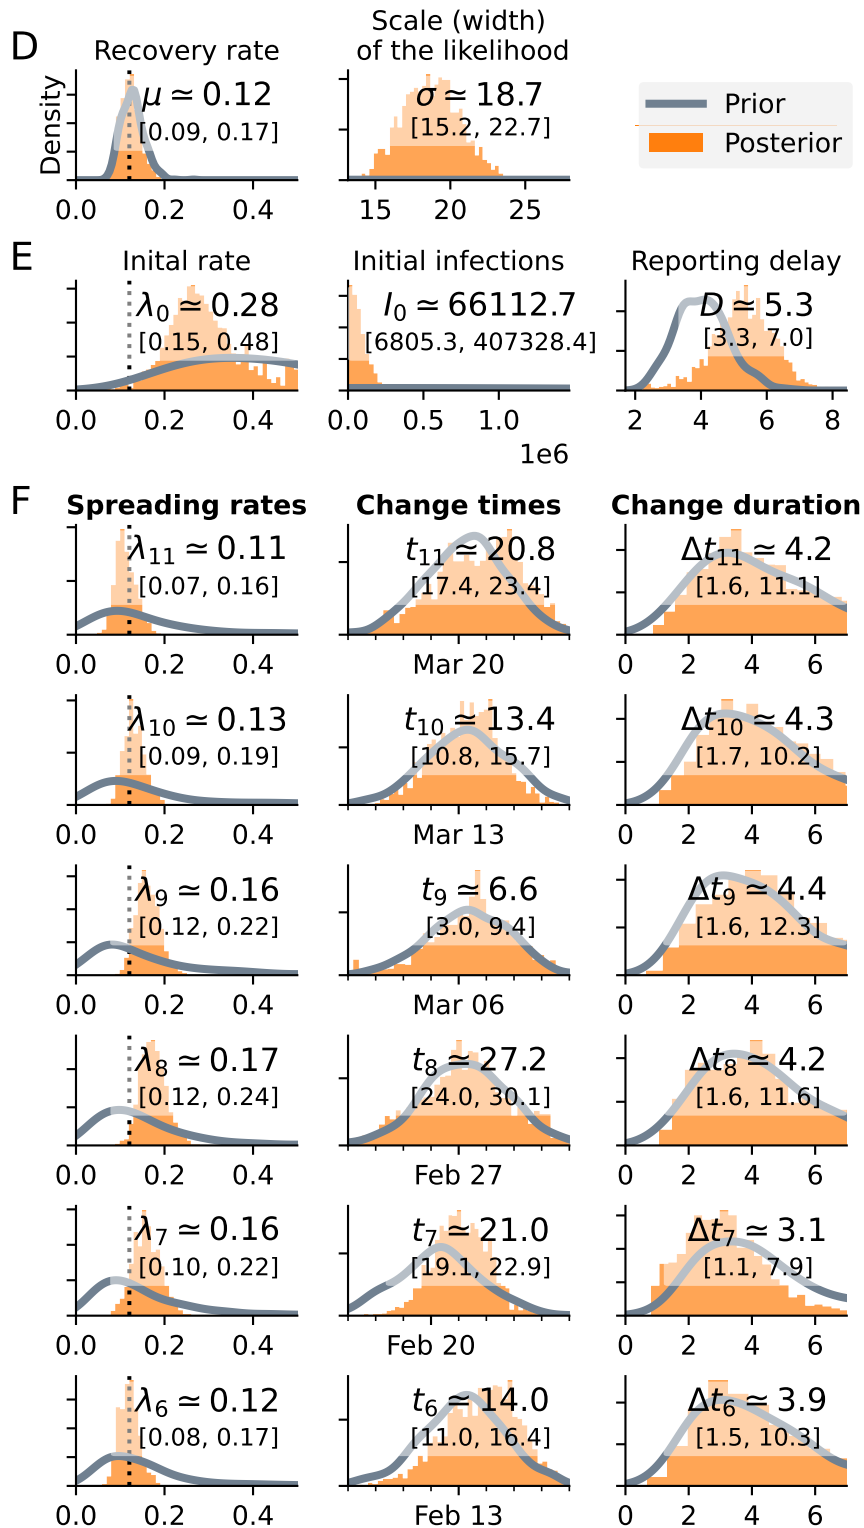 D
Recovery rate
Scale (width)
of the likelihood
Density
μ ≃ 0.12
[0.09, 0.17]
0.0 0.2 0.4
σ ≃ 18.7
[15.2, 22.7]
15 20 25
Prior
Posterior
E
Inital rate
λ0 ≃ 0.28
[0.15, 0.48]
0.0 0.2 0.4
Initial infections
I0 ≃ 66112.7
[6805.3, 407328.4]
0.0 0.5 1.0
1e6
Reporting delay
D ≃ 5.3
[3.3, 7.0]
2 4 6 8
F
Spreading rates Change times Change duration
λ11 ≃ 0.11
[0.07, 0.16]
0.0 0.2 0.4
t11 ≃ 20.8
[17.4, 23.4]
Mar 20
Δt11 ≃ 4.2
[1.6, 11.1]
0 2 4 6
λ10 ≃ 0.13
[0.09, 0.19]
0.0 0.2 0.4
t10 ≃ 13.4
[10.8, 15.7]
Mar 13
Δt10 ≃ 4.3
[1.7, 10.2]
0 2 4 6
λ9 ≃ 0.16
[0.12, 0.22]
0.0 0.2 0.4
t9 ≃ 6.6
[3.0, 9.4]
Mar 06
Δt9 ≃ 4.4
[1.6, 12.3]
0 2 4 6
λ8 ≃ 0.17
[0.12, 0.24]
0.0 0.2 0.4
t8 ≃ 27.2
[24.0, 30.1]
Feb 27
Δt8 ≃ 4.2
[1.6, 11.6]
0 2 4 6
λ7 ≃ 0.16
[0.10, 0.22]
0.0 0.2 0.4
t7 ≃ 21.0
[19.1, 22.9]
Feb 20
Δt7 ≃ 3.1
[1.1, 7.9]
0 2 4 6
λ6 ≃ 0.12
[0.08, 0.17]
0.0 0.2 0.4
t6 ≃ 14.0
[11.0, 16.4]
Feb 13
Δt6 ≃ 3.9
[1.5, 10.3]
0 2 4 6